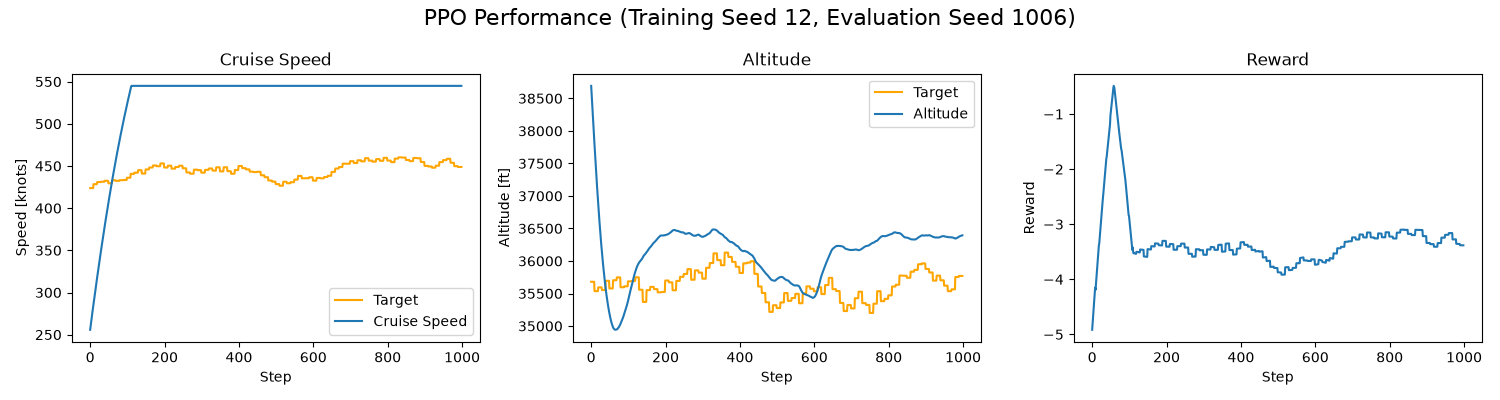 PPO Performance (Training Seed 12, Evaluation Seed 1006)
Cruise Speed
550
500
450
400
350
300
250
Speed [knots]
Target
Cruise Speed
0 200 400 600 800 1000
Step
Altitude
38500
38000
37500
37000
36500
36000
35500
35000
Altitude [ft]
Target
Altitude
0 200 400 600 800 1000
Step
Reward
−1
−2
−3
−4
−5
Reward
0 200 400 600 800 1000
Step